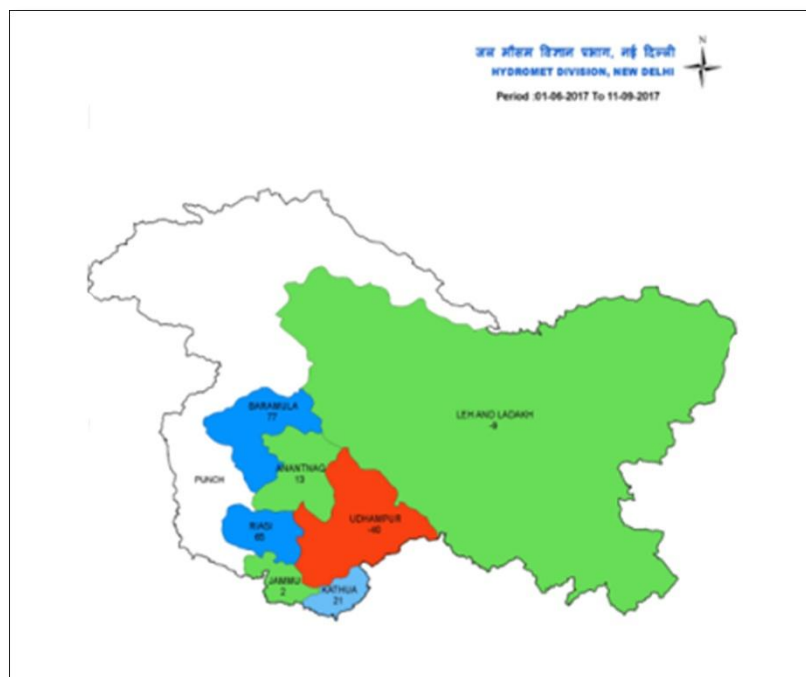 N
जल मौसम विज्ञान प्रभाग, नई दिल्ली
HYDROMET DIVISION, NEW DELHI
Period :01-06-2017 To 11-09-2017
BARAMULA
77
LEH AND LADAKH
-9
ANANTNAG
13
PUNCH
UDHAMPUR
-40
RIASI
JAMMU
2
KATHUA
21